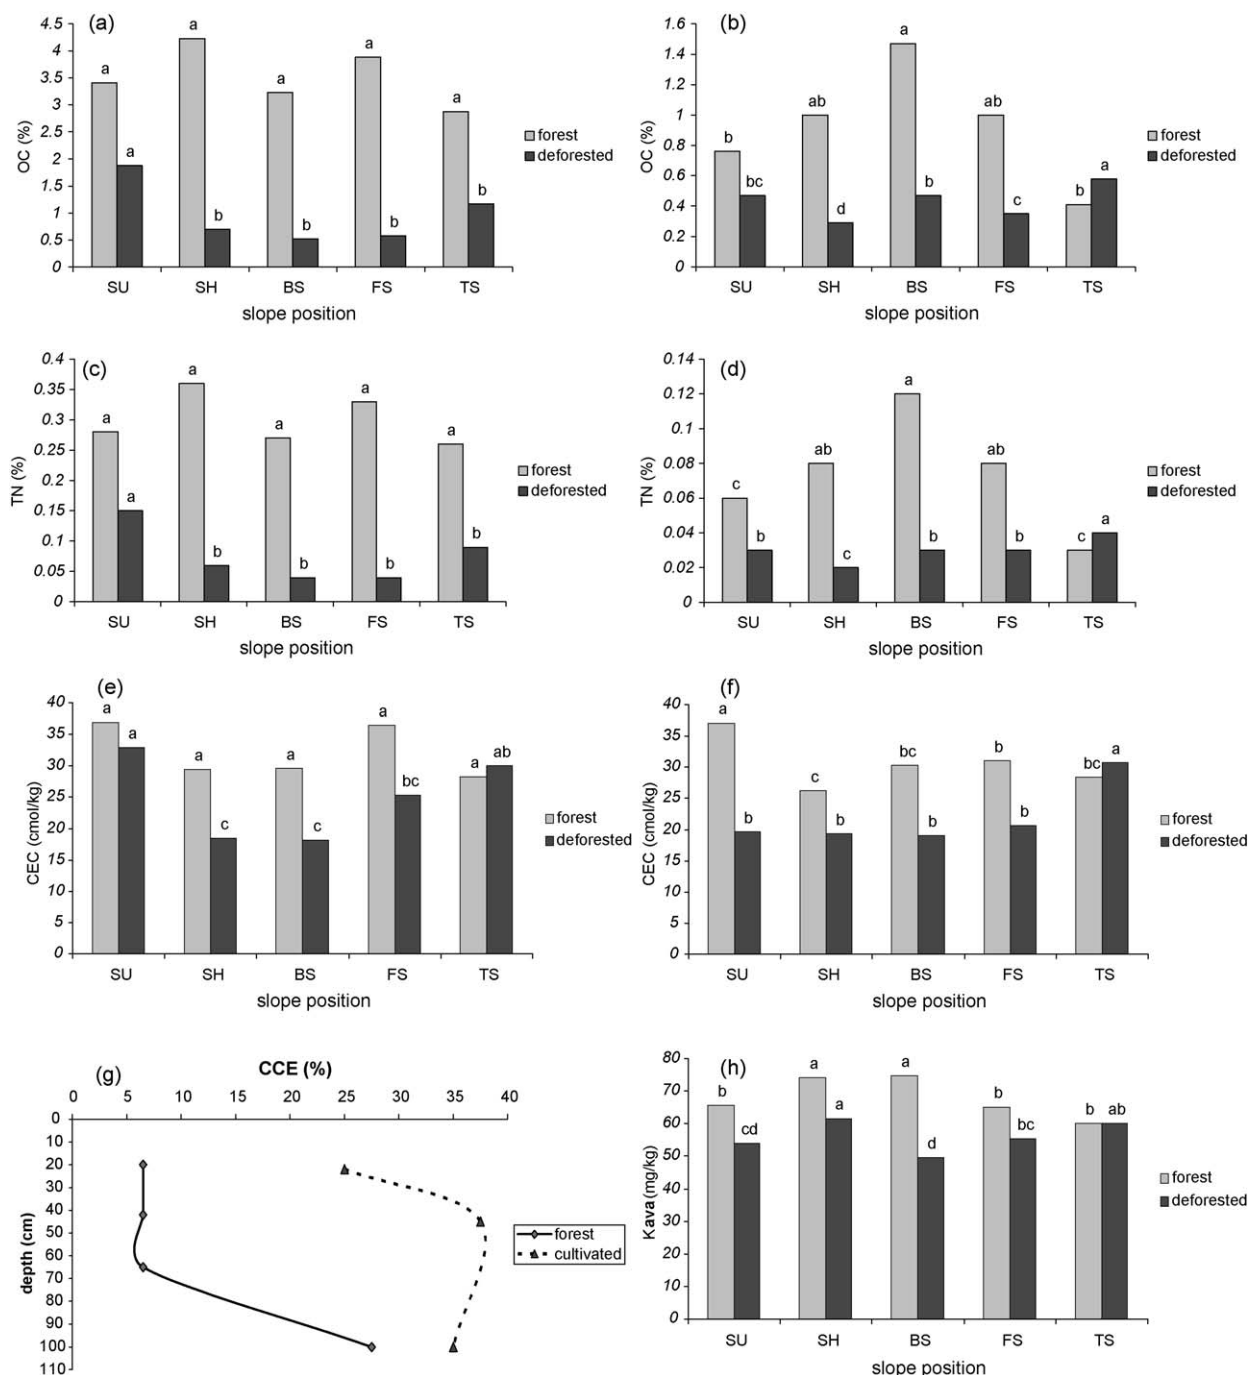 (a)
4.5
4
3.5
3
2.5
2
1.5
1
0.5
0
OC (%)
a
a
a
b
a
b
a
b
a
b
SU SH BS FS TS
slope position
forest
deforested
(b)
1.6
1.4
1.2
1
0.8
0.6
0.4
0.2
0
OC (%)
b
bc
ab
d
a
b
ab
c
b
a
SU SH BS FS TS
slope position
forest
deforested
(c)
0.4
0.35
0.3
0.25
0.2
0.15
0.1
0.05
0
TN (%)
a
a
a
b
a
b
a
b
a
b
SU SH BS FS TS
slope position
forest
deforested
(d)
0.14
0.12
0.1
0.08
0.06
0.04
0.02
0
TN (%)
c
b
ab
c
a
b
ab
b
c
a
SU SH BS FS TS
slope position
forest
deforested
(e)
40
35
30
25
20
15
10
5
0
CEC (cmol/kg)
a
a
a
c
a
c
a
bc
a
ab
SU SH BS FS TS
slope position
forest
deforested
(f)
40
35
30
25
20
15
10
5
0
CEC (cmol/kg)
a
b
c
b
bc
b
b
b
bc
a
SU SH BS FS TS
slope position
forest
deforested
(g)
CCE (%)
0 5 10 15 20 25 30 35 40
0
10
20
30
40
50
60
70
80
90
100
110
depth (cm)
forest
cultivated
(h)
80
70
60
50
40
30
20
10
0
Kava (mg/kg)
b
cd
a
a
a
d
b
bc
b
ab
SU SH BS FS TS
slope position
forest
deforested